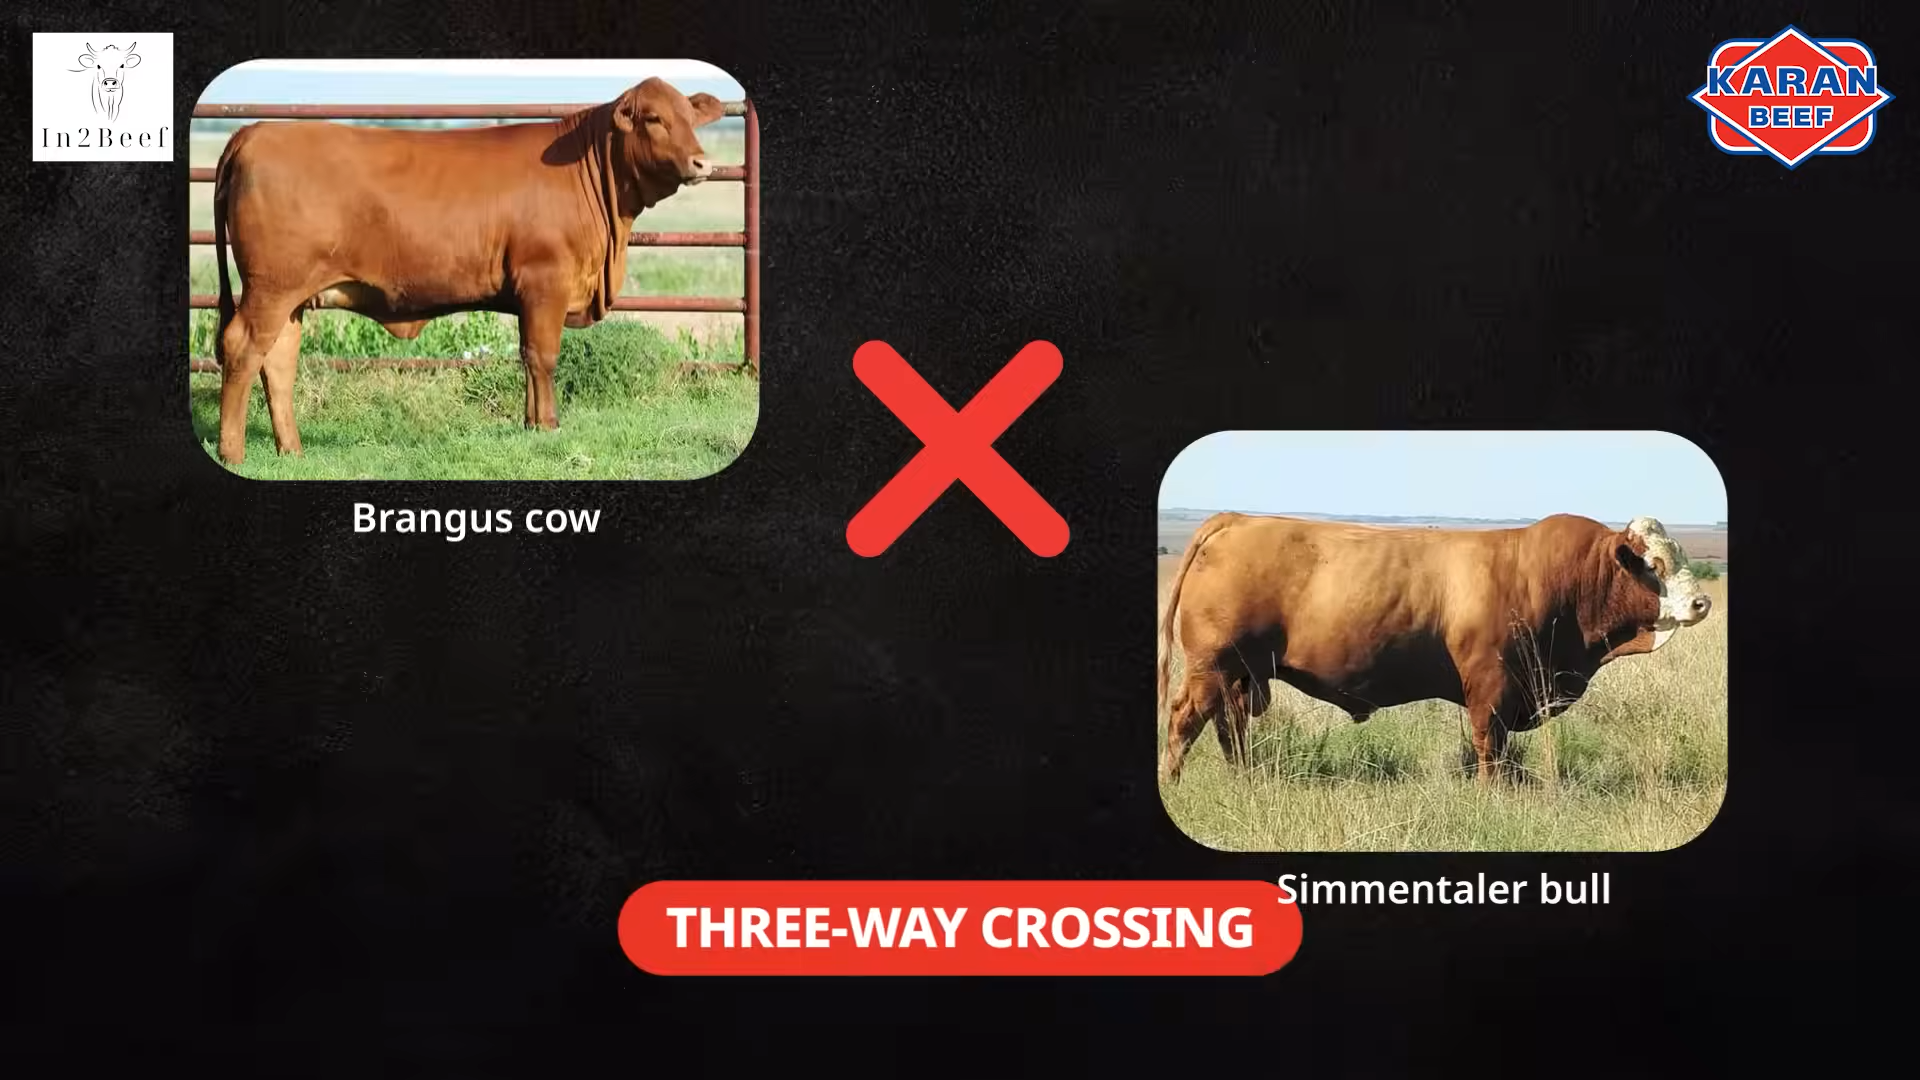 In2Beef
KARAN
BEEF
Brangus cow
Simmentaler bull
THREE-WAY CROSSING